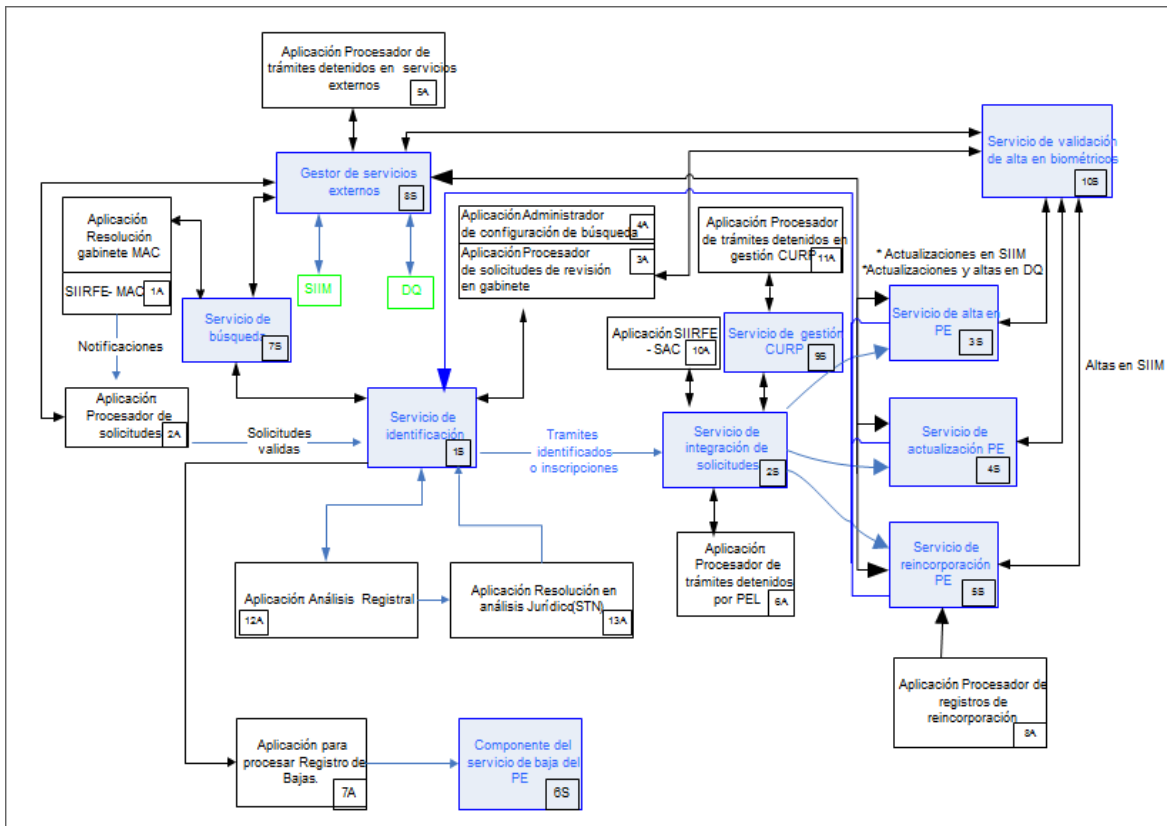 Aplicación Procesador de
trámites detenidos en servicios
externos
5A
Gestor de servicios
externos
8S
Servicio de validación
de alta en biométricos
10S
Aplicación
Resolución
gabinete MAC
SIIRFE- MAC
1A
Notificaciones
SIIM
DQ
Aplicación Administrador
de configuración de búsqueda
4A
Aplicación Procesador
de solicitudes de revisión
en gabinete
3A
Aplicación Procesador
de trámites detenidos en
gestión CURP
11A
* Actualizaciones en SIIM
*Actualizaciones y altas en DQ
Servicio de
búsqueda
7S
Aplicación SIIRFE
- SAC
10A
Servicio de gestión
CURP
9S
Servicio de alta en
PE
3S
Altas en SIIM
Aplicación
Procesador de
solicitudes
2A
Solicitudes
validas
Servicio de
identificación
1S
Tramites
identificados
o inscripciones
Servicio de
integración de
solicitudes
2S
Servicio de
actualización PE
4S
Aplicación
Procesador de
trámites detenidos
por PEL
6A
Servicio de
reincorporación
PE
5S
Aplicación Análisis Registral
12A
Aplicación Resolución en
análisis Jurídico(STN)
13A
Aplicación Procesador de
registros de
reincorporación
8A
Aplicación para
procesar Registro de
Bajas.
7A
Componente del
servicio de baja del
PE
6S